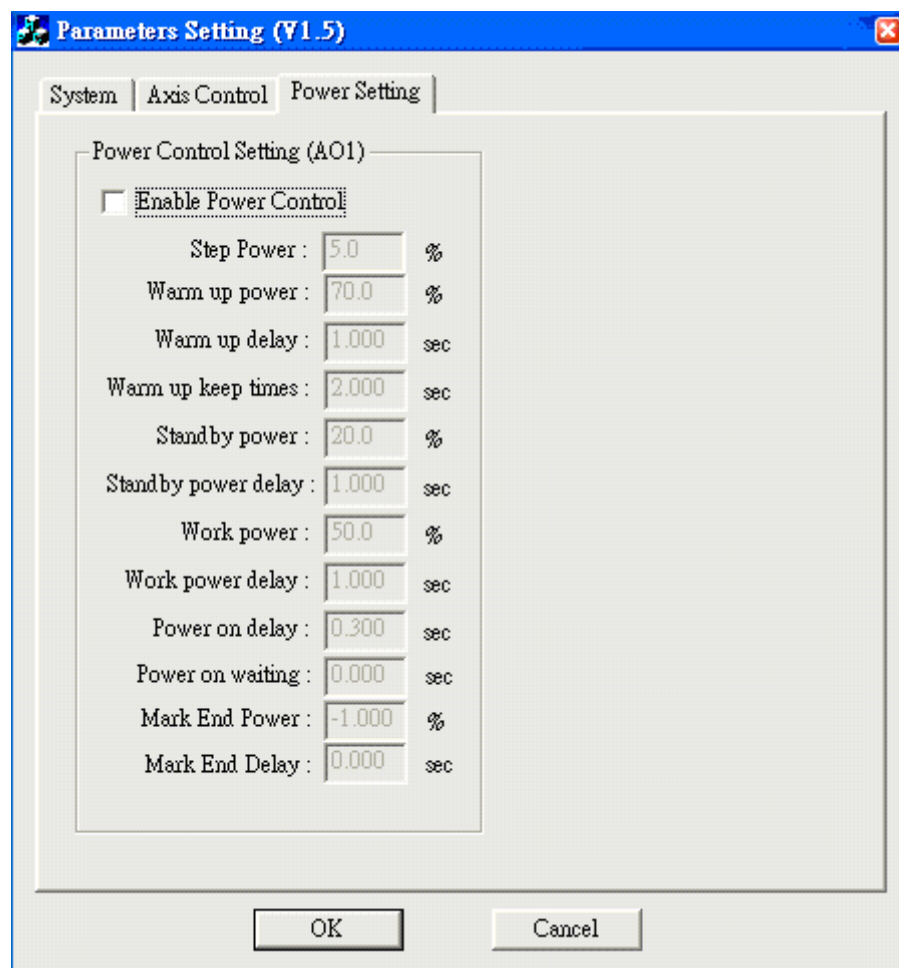 Parameters Setting (V1.5)
System Axis Control Power Setting
Power Control Setting (AO1)
Enable Power Control
Step Power : 5.0 %
Warm up power : 70.0 %
Warm up delay : 1.000 sec
Warm up keep times : 2.000 sec
Standby power : 20.0 %
Standby power delay : 1.000 sec
Work power : 50.0 %
Work power delay : 1.000 sec
Power on delay : 0.300 sec
Power on waiting : 0.000 sec
Mark End Power : -1.000 %
Mark End Delay : 0.000 sec
OK Cancel